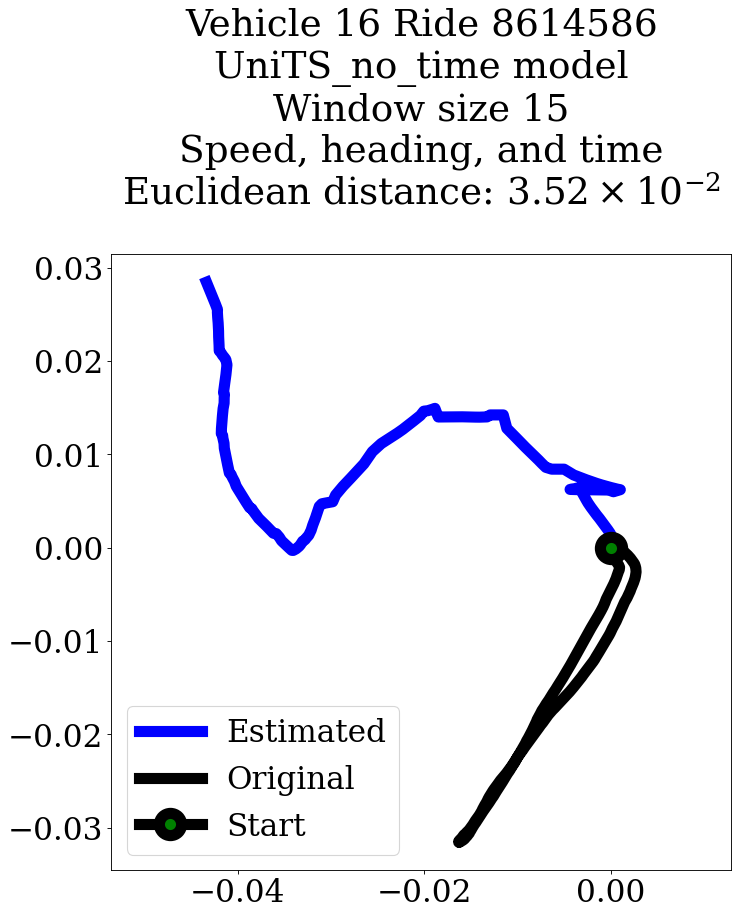 Vehicle 16 Ride 8614586
UniTS_no_time model
Window size 15
Speed, heading, and time
Euclidean distance: 3.52 × 10⁻²
0.03
0.02
0.01
0.00
−0.01
−0.02
−0.03
Estimated
Original
Start
−0.04
−0.02
0.00